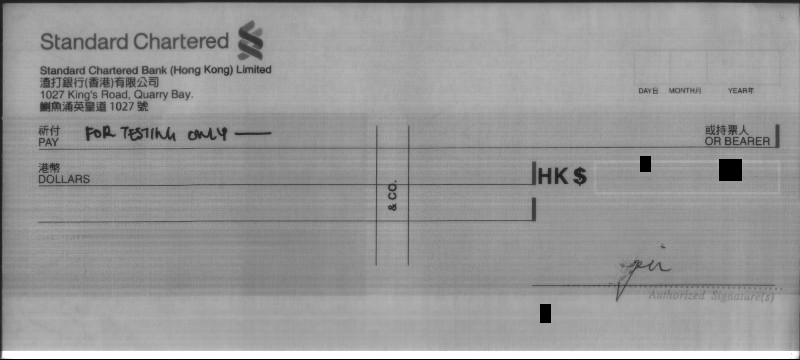 Standard Chartered
Standard Chartered Bank (Hong Kong) Limited
渣打銀行(香港)有限公司
1027 King's Road, Quarry Bay.
鰂魚涌英皇道 1027 號
DAY日 MONTH月 YEAR年
祈付
PAY FOR TESTING ONLY
或持票人
OR BEARER
港幣
DOLLARS
HK $
& CO.
Authorized Signature(s)